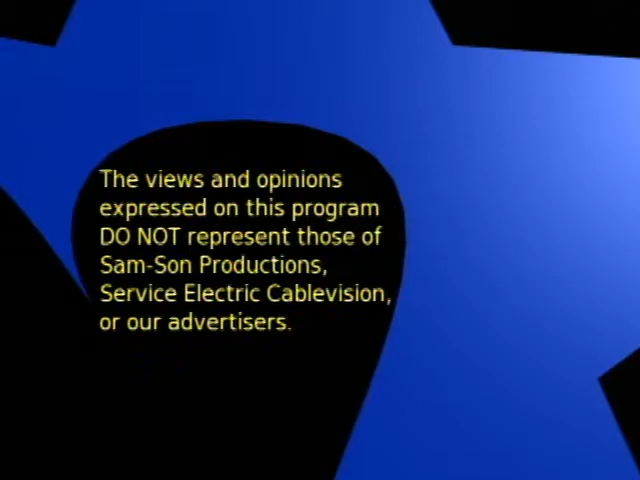 The views and opinions
expressed on this program
DO NOT represent those of
Sam-Son Productions,
Service Electric Cablevision,
or our advertisers.